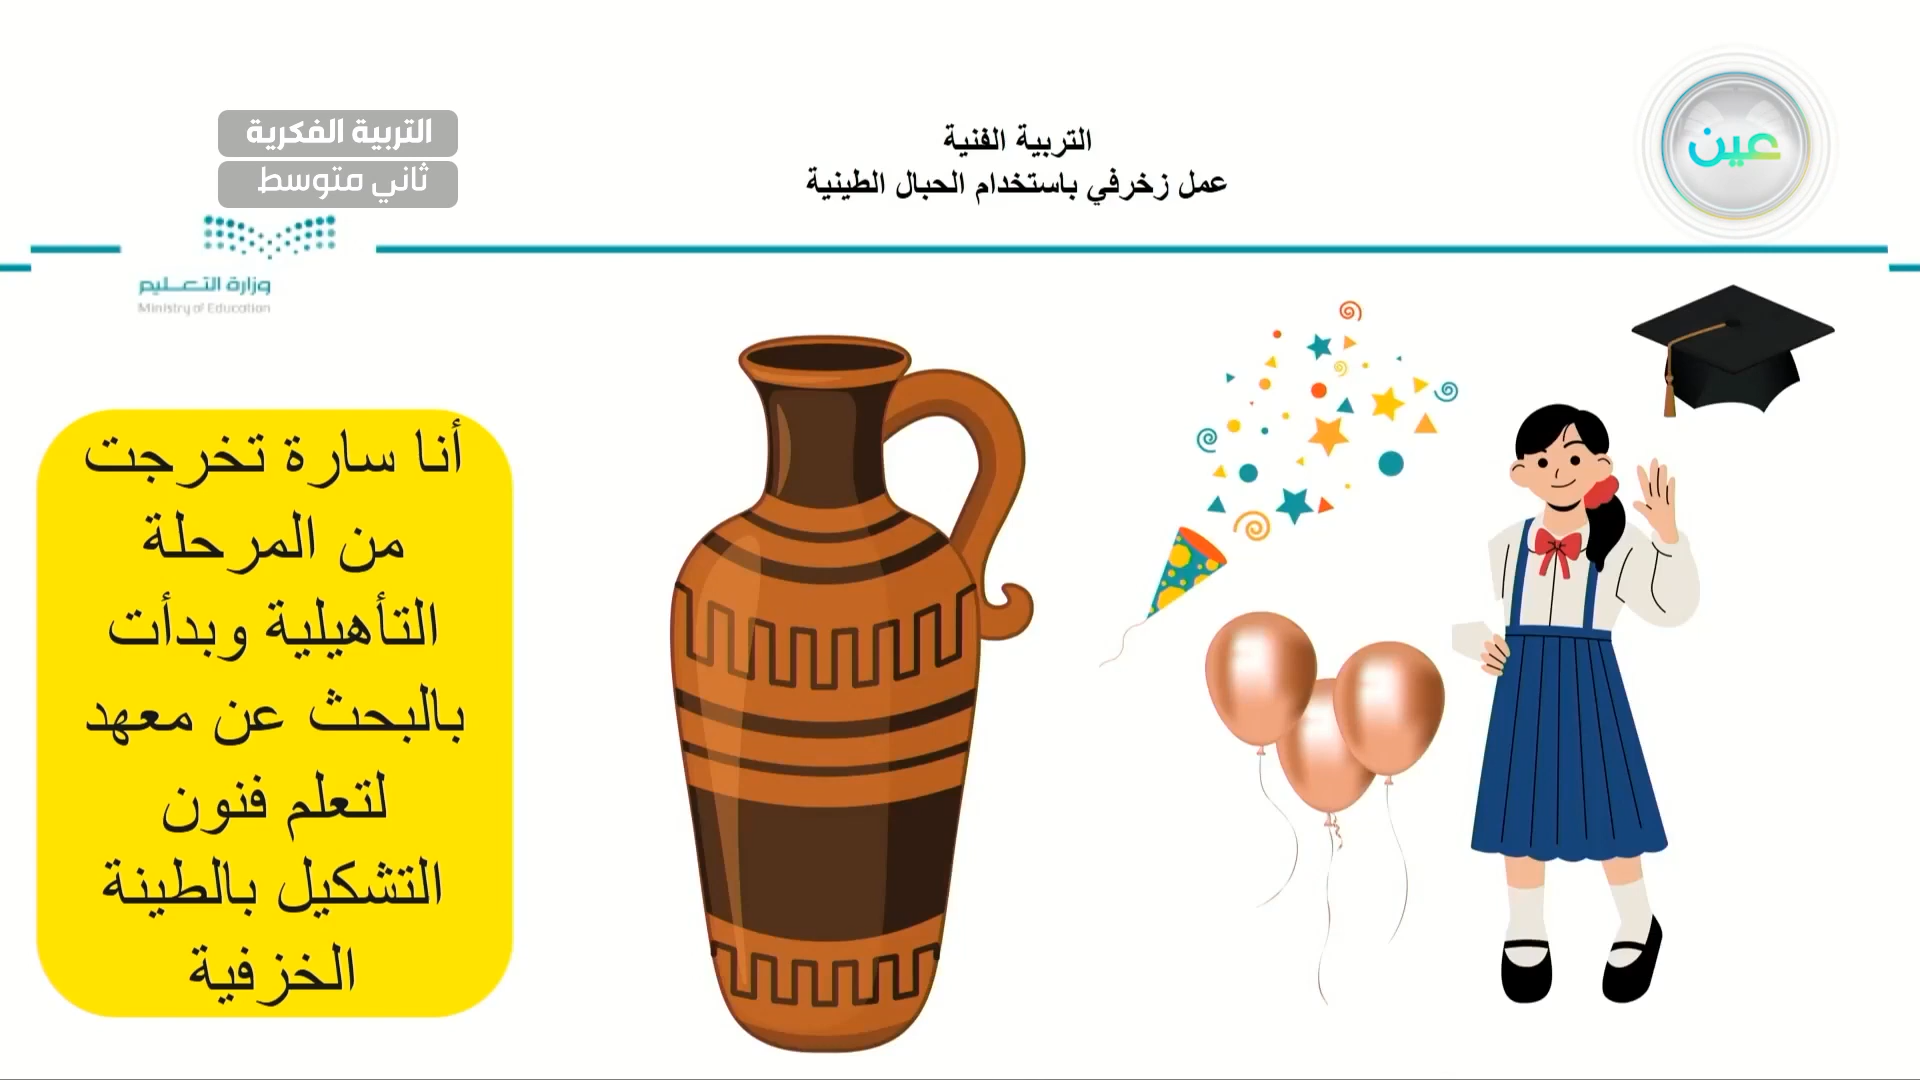 التربية الفكرية
ثاني متوسط
التربية الفنية
عمل زخرفي باستخدام الحبال الطينية
عين
وزارة التعـــليم
Ministry of Education
أنا سارة تخرجت
من المرحلة
التأهيلية وبدأت
بالبحث عن معهد
لتعلم فنون
التشكيل بالطينة
الخزفية